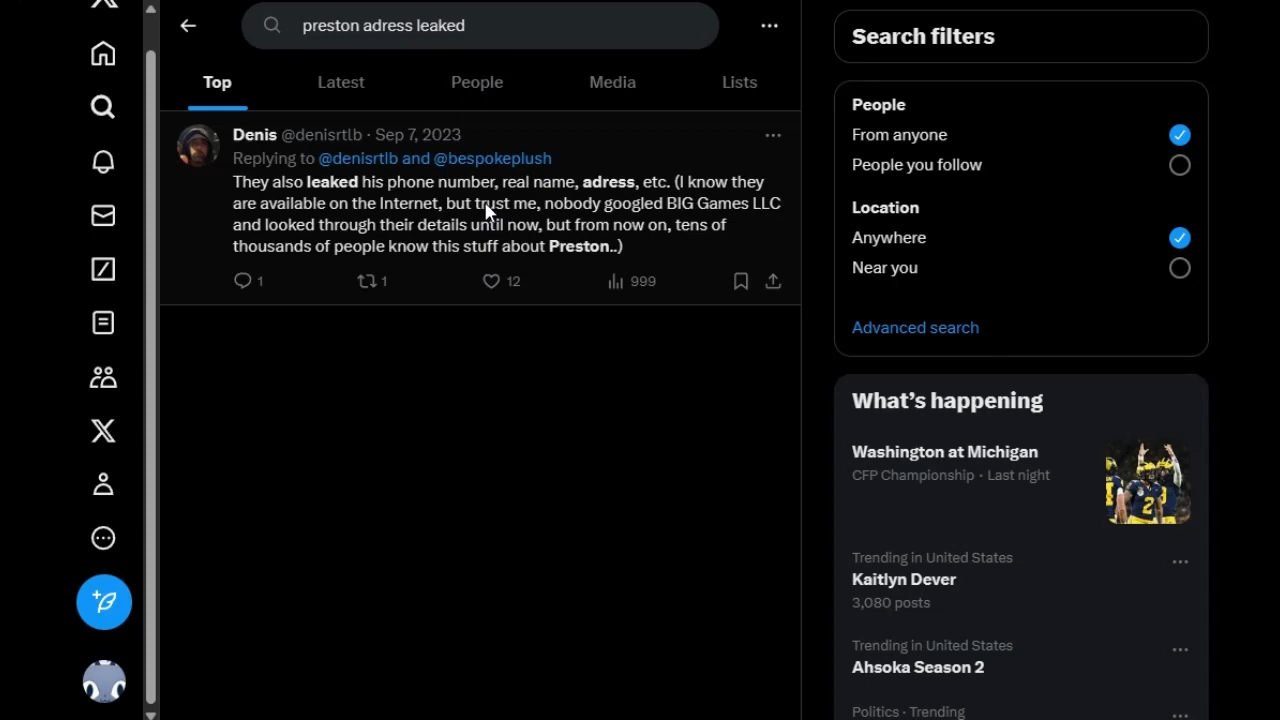 preston adress leaked
Top
Latest
People
Media
Lists
Denis @denisrtlb · Sep 7, 2023
Replying to @denisrtlb and @bespokeplush
They also leaked his phone number, real name, adress, etc. (I know they
are available on the Internet, but trust me, nobody googled BIG Games LLC
and looked through their details until now, but from now on, tens of
thousands of people know this stuff about Preston..)
1
1
12
999
Search filters
People
From anyone
People you follow
Location
Anywhere
Near you
Advanced search
What's happening
Washington at Michigan
CFP Championship · Last night
Trending in United States
Kaitlyn Dever
3,080 posts
Trending in United States
Ahsoka Season 2
Politics · Trending